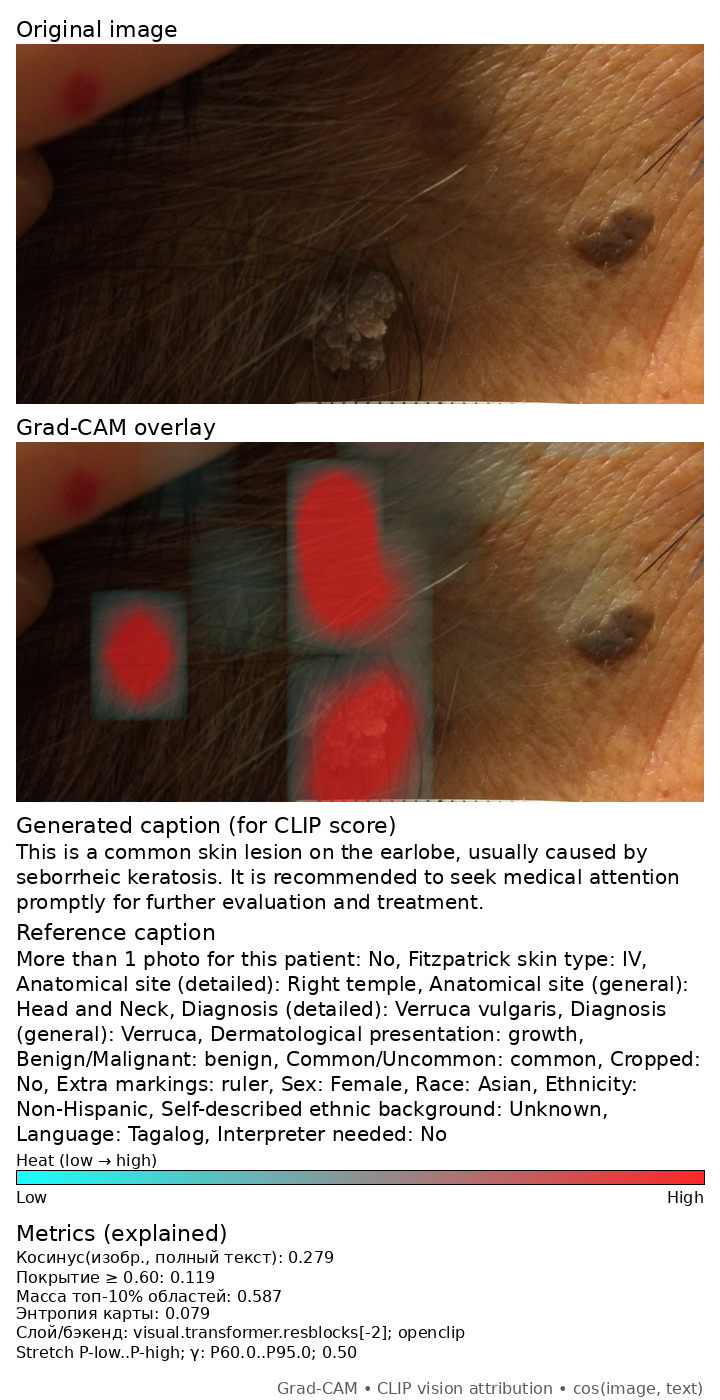 Original image
Grad-CAM overlay
Generated caption (for CLIP score)
This is a common skin lesion on the earlobe, usually caused by
seborrheic keratosis. It is recommended to seek medical attention
promptly for further evaluation and treatment.
Reference caption
More than 1 photo for this patient: No, Fitzpatrick skin type: IV,
Anatomical site (detailed): Right temple, Anatomical site (general):
Head and Neck, Diagnosis (detailed): Verruca vulgaris, Diagnosis
(general): Verruca, Dermatological presentation: growth,
Benign/Malignant: benign, Common/Uncommon: common, Cropped:
No, Extra markings: ruler, Sex: Female, Race: Asian, Ethnicity:
Non-Hispanic, Self-described ethnic background: Unknown,
Language: Tagalog, Interpreter needed: No
Heat (low → high)
Low High
Metrics (explained)
Косинус(изобр., полный текст): 0.279
Покрытие ≥ 0.60: 0.119
Масса топ-10% областей: 0.587
Энтропия карты: 0.079
Слой/бэкенд: visual.transformer.resblocks[-2]; openclip
Stretch P-low..P-high; γ: P60.0..P95.0; 0.50
Grad-CAM • CLIP vision attribution • cos(image, text)